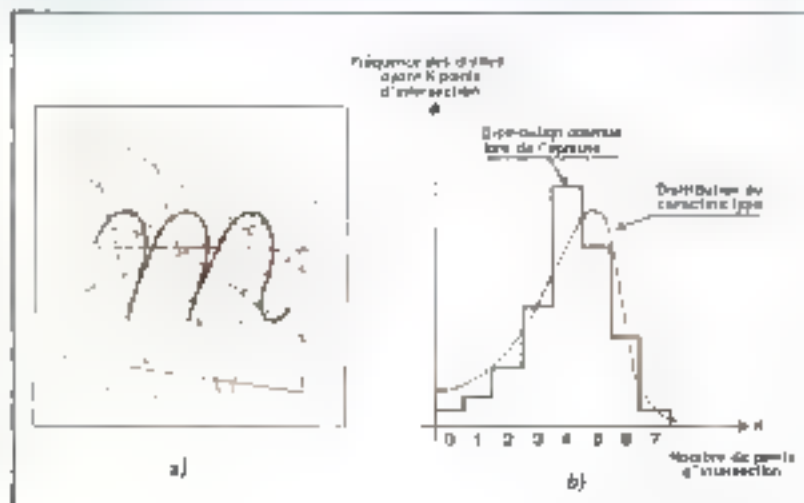 Fréquence des droites
ayant K points
d'intersection
obtenue
lors de l'épreuve
Distribution du
caractère type
m
0 1 2 3 4 5 6 7
K
Nombre de points
d'intersection
a)
b)